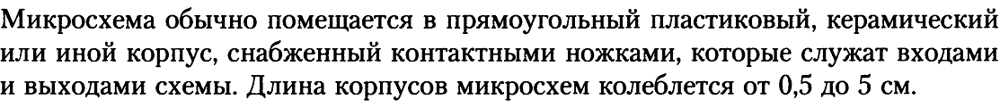 Микросхема обычно помещается в прямоугольный пластиковый, керамический
или иной корпус, снабженный контактными ножками, которые служат входами
и выходами схемы. Длина корпусов микросхем колеблется от 0,5 до 5 см.